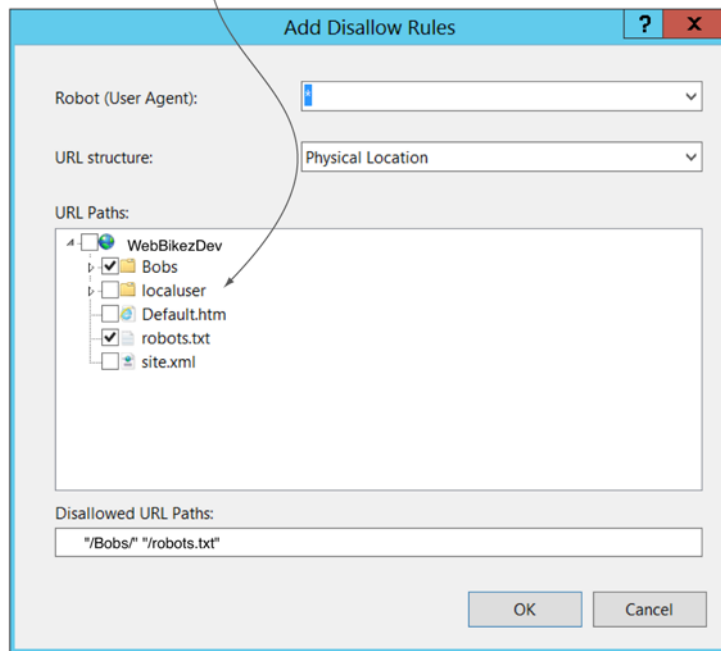 Add Disallow Rules
? X
Robot (User Agent): *
URL structure: Physical Location
URL Paths:
WebBikezDev
Bobs
localuser
Default.htm
robots.txt
site.xml
Disallowed URL Paths:
"/Bobs/" "/robots.txt"
OK Cancel